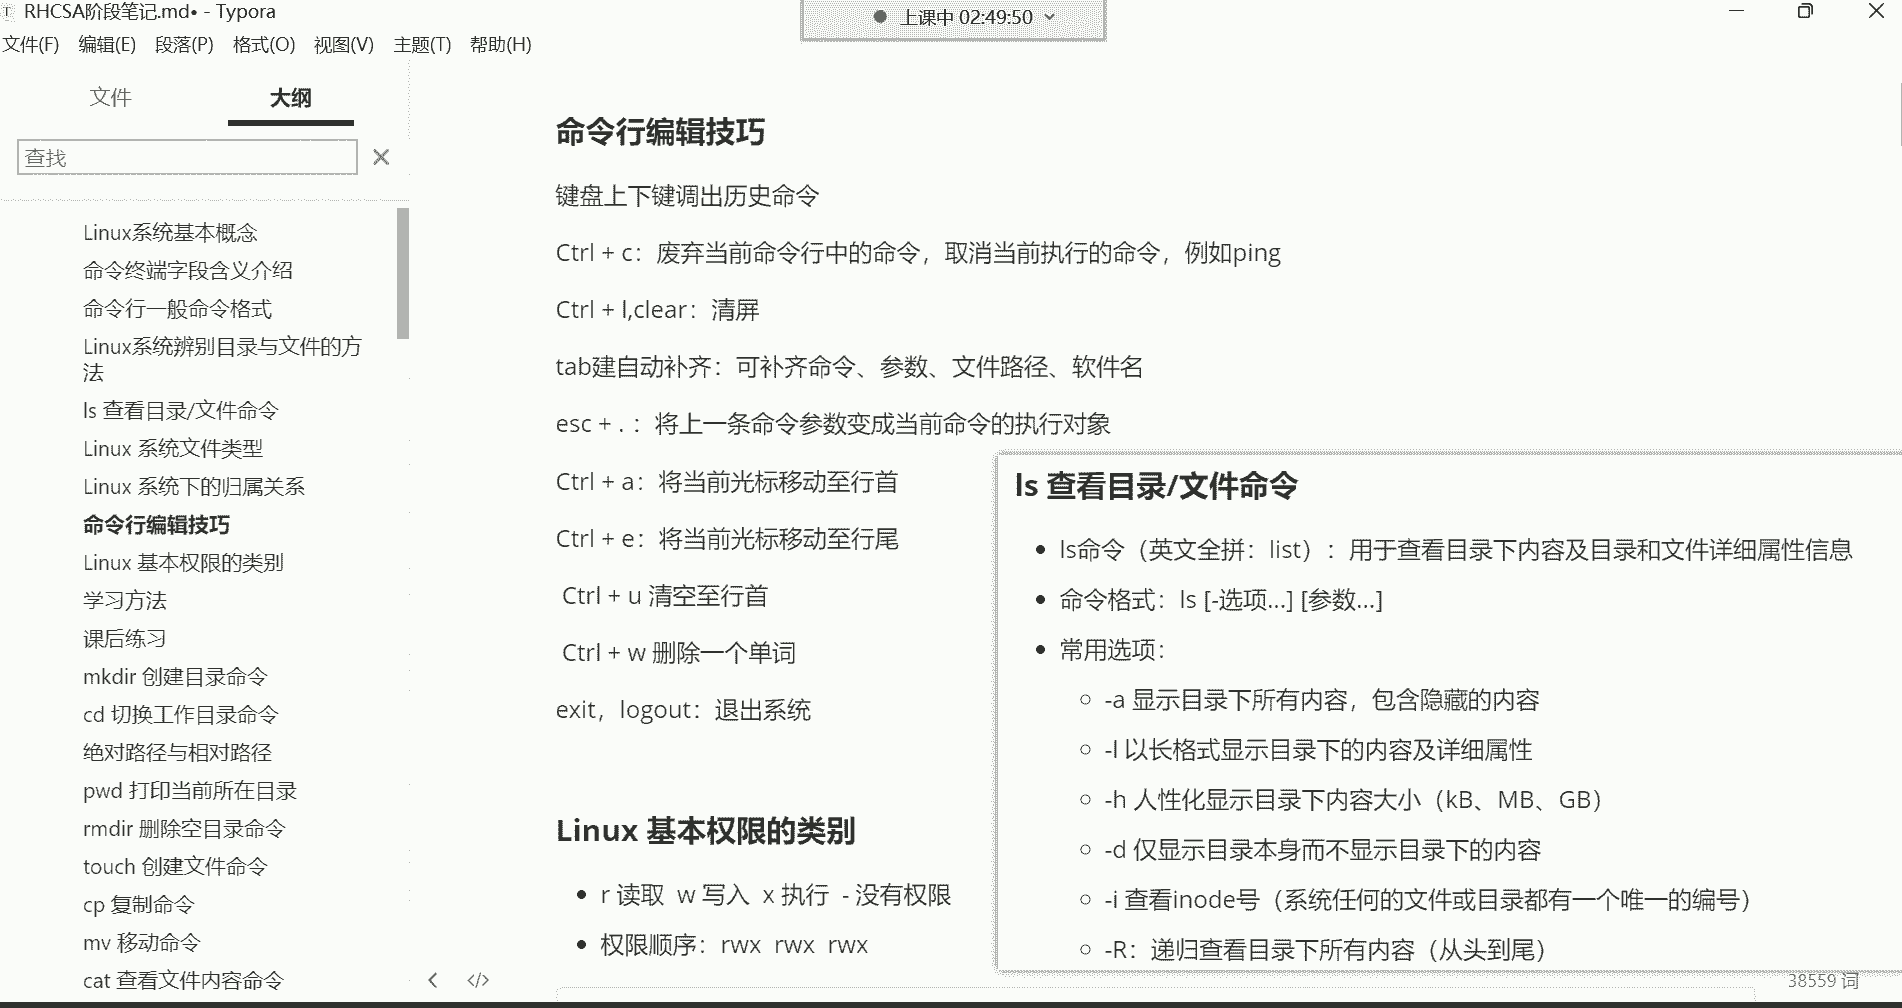 RHCSA阶段笔记.md• - Typora
上课中 02:49:50
文件(F) 编辑(E) 段落(P) 格式(O) 视图(V) 主题(T) 帮助(H)
文件 大纲
查找
Linux系统基本概念
命令终端字段含义介绍
命令行一般命令格式
Linux系统辨别目录与文件的方
法
ls 查看目录/文件命令
Linux 系统文件类型
Linux 系统下的归属关系
命令行编辑技巧
Linux 基本权限的类别
学习方法
课后练习
mkdir 创建目录命令
cd 切换工作目录命令
绝对路径与相对路径
pwd 打印当前所在目录
rmdir 删除空目录命令
touch 创建文件命令
cp 复制命令
mv 移动命令
cat 查看文件内容命令
命令行编辑技巧
键盘上下键调出历史命令
Ctrl + c：废弃当前命令行中的命令，取消当前执行的命令，例如ping
Ctrl + l,clear：清屏
tab建自动补齐：可补齐命令、参数、文件路径、软件名
esc + . ：将上一条命令参数变成当前命令的执行对象
Ctrl + a：将当前光标移动至行首
Ctrl + e：将当前光标移动至行尾
Ctrl + u 清空至行首
Ctrl + w 删除一个单词
exit，logout：退出系统
Linux 基本权限的类别
• r 读取 w 写入 x 执行 - 没有权限
• 权限顺序：rwx rwx rwx
ls 查看目录/文件命令
• ls命令（英文全拼：list）：用于查看目录下内容及目录和文件详细属性信息
• 命令格式：ls [-选项...] [参数...]
• 常用选项：
◦ -a 显示目录下所有内容，包含隐藏的内容
◦ -l 以长格式显示目录下的内容及详细属性
◦ -h 人性化显示目录下内容大小（kB、MB、GB）
◦ -d 仅显示目录本身而不显示目录下的内容
◦ -i 查看inode号（系统任何的文件或目录都有一个唯一的编号）
◦ -R：递归查看目录下所有内容（从头到尾）
</> 38559 词